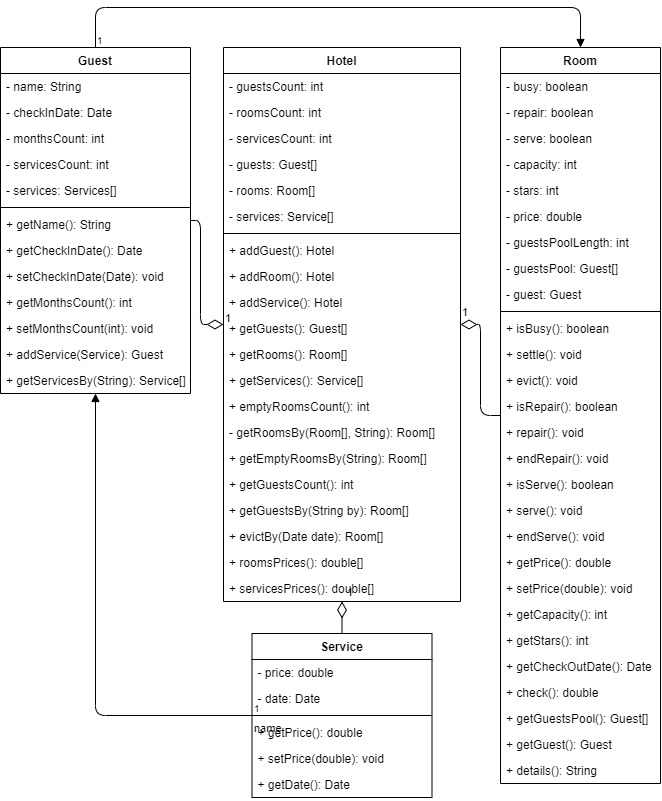 1
Guest
- name: String
- checkInDate: Date
- monthsCount: int
- servicesCount: int
- services: Services[]
+ getName(): String
+ getCheckInDate(): Date
+ setCheckInDate(Date): void
+ getMonthsCount(): int
+ setMonthsCount(int): void
+ addService(Service): Guest
+ getServicesBy(String): Service[]
Hotel
- guestsCount: int
- roomsCount: int
- servicesCount: int
- guests: Guest[]
- rooms: Room[]
- services: Service[]
+ addGuest(): Hotel
+ addRoom(): Hotel
+ addService(): Hotel
1
1
+ getGuests(): Guest[]
+ getRooms(): Room[]
+ getServices(): Service[]
+ emptyRoomsCount(): int
- getRoomsBy(Room[], String): Room[]
+ getEmptyRoomsBy(String): Room[]
+ getGuestsCount(): int
+ getGuestsBy(String by): Room[]
+ evictBy(Date date): Room[]
+ roomsPrices(): double[]
+ servicesPrices(): double[]
1
Room
- busy: boolean
- repair: boolean
- serve: boolean
- capacity: int
- stars: int
- price: double
- guestsPoolLength: int
- guestsPool: Guest[]
- guest: Guest
+ isBusy(): boolean
+ settle(): void
+ evict(): void
+ isRepair(): boolean
+ repair(): void
+ endRepair(): void
+ isServe(): boolean
+ serve(): void
+ endServe(): void
+ getPrice(): double
+ setPrice(double): void
+ getCapacity(): int
+ getStars(): int
+ getCheckOutDate(): Date
+ check(): double
+ getGuestsPool(): Guest[]
+ getGuest(): Guest
+ details(): String
Service
- price: double
- date: Date
1
name
+ getPrice(): double
+ setPrice(double): void
+ getDate(): Date